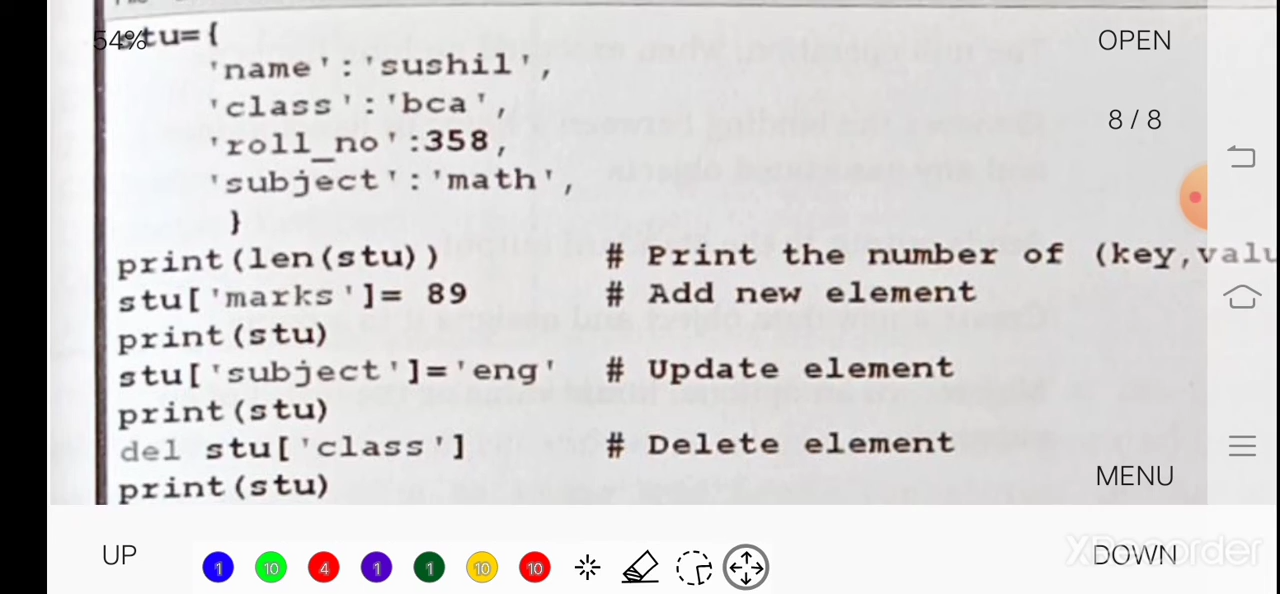 54%
stu={
'name':'sushil',
'class':'bca',
'roll_no':358,
'subject':'math',
}
print(len(stu)) # Print the number of (key,valu
stu['marks']= 89 # Add new element
print(stu)
stu['subject']='eng' # Update element
print(stu)
del stu['class'] # Delete element
print(stu)
OPEN
8 / 8
MENU
UP
1 10 4 1 1 10 10
DOWN
XRecorder